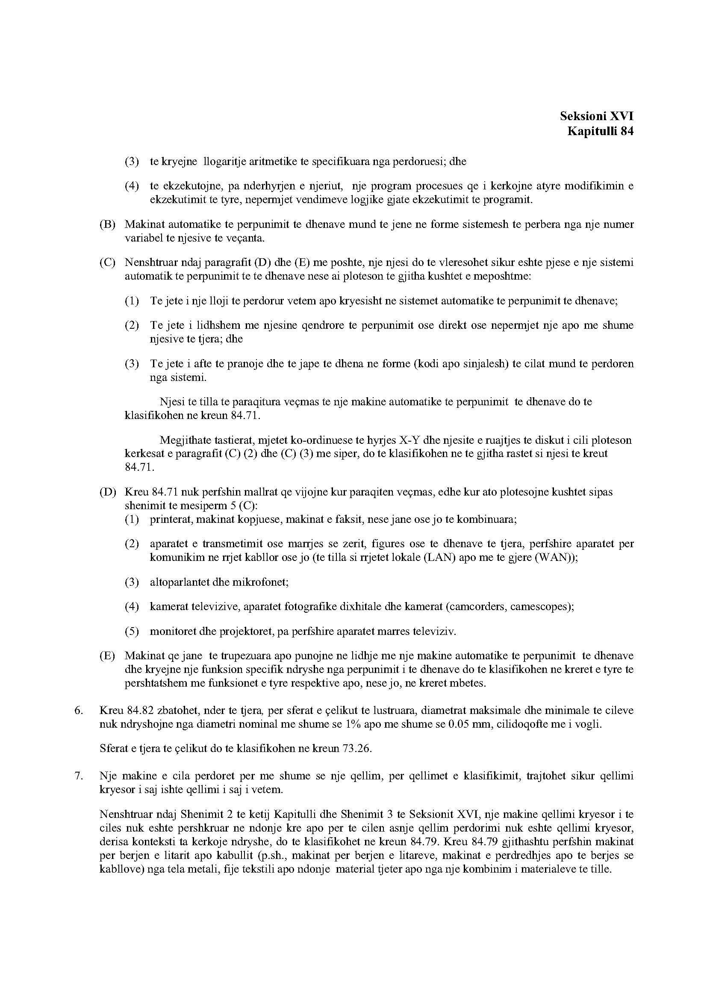 Seksioni XVI
Kapitulli 84
(3) te kryejne llogaritje aritmetike te specifikuara nga perdoruesi; dhe
(4) te ekzekutojne, pa nderhyrjen e njeriut, nje program procesues qe i kerkojne atyre modifikimin e
ekzekutimit te tyre, nepermjet vendimeve logjike gjate ekzekutimit te programit.
(B) Makinat automatike te perpunimit te dhenave mund te jene ne forme sistemesh te perbera nga nje numer
variabel te njesive te veçanta.
(C) Nenshtruar ndaj paragrafit (D) dhe (E) me poshte, nje njesi do te vleresohet sikur eshte pjese e nje sistemi
automatik te perpunimit te te dhenave nese ai ploteson te gjitha kushtet e meposhtme:
(1) Te jete i nje lloji te perdorur vetem apo kryesisht ne sistemet automatike te perpunimit te dhenave;
(2) Te jete i lidhshem me njesine qendrore te perpunimit ose direkt ose nepermjet nje apo me shume
njesive te tjera; dhe
(3) Te jete i afte te pranoje dhe te jape te dhena ne forme (kodi apo sinjalesh) te cilat mund te perdoren
nga sistemi.
Njesi te tilla te paraqitura veçmas te nje makine automatike te perpunimit te dhenave do te
klasifikohen ne kreun 84.71.
Megjithate tastierat, mjetet ko-ordinuese te hyrjes X-Y dhe njesite e ruajtjes te diskut i cili ploteson
kerkesat e paragrafit (C) (2) dhe (C) (3) me siper, do te klasifikohen ne te gjitha rastet si njesi te kreut
84.71.
(D) Kreu 84.71 nuk perfshin mallrat qe vijojne kur paraqiten veçmas, edhe kur ato plotesojne kushtet sipas
shenimit te mesiperm 5 (C):
(1) printerat, makinat kopjuese, makinat e faksit, nese jane ose jo te kombinuara;
(2) aparatet e transmetimit ose marrjes se zerit, figures ose te dhenave te tjera, perfshire aparatet per
komunikim ne rrjet kabllor ose jo (te tilla si rrjetet lokale (LAN) apo me te gjere (WAN));
(3) altoparlantet dhe mikrofonet;
(4) kamerat televizive, aparatet fotografike dixhitale dhe kamerat (camcorders, camescopes);
(5) monitoret dhe projektoret, pa perfshire aparatet marres televiziv.
(E) Makinat qe jane te trupezuara apo punojne ne lidhje me nje makine automatike te perpunimit te dhenave
dhe kryejne nje funksion specifik ndryshe nga perpunimit i te dhenave do te klasifikohen ne kreret e tyre te
pershtatshem me funksionet e tyre respektive apo, nese jo, ne kreret mbetes.
6. Kreu 84.82 zbatohet, nder te tjera, per sferat e çelikut te lustruara, diametrat maksimale dhe minimale te cileve
nuk ndryshojne nga diametri nominal me shume se 1% apo me shume se 0.05 mm, cilidoqofte me i vogli.
Sferat e tjera te çelikut do te klasifikohen ne kreun 73.26.
7. Nje makine e cila perdoret per me shume se nje qellim, per qellimet e klasifikimit, trajtohet sikur qellimi
kryesor i saj ishte qellimi i saj i vetem.
Nenshtruar ndaj Shenimit 2 te ketij Kapitulli dhe Shenimit 3 te Seksionit XVI, nje makine qellimi kryesor i te
ciles nuk eshte pershkruar ne ndonje kre apo per te cilen asnje qellim perdorimi nuk eshte qellimi kryesor,
derisa konteksti ta kerkoje ndryshe, do te klasifikohet ne kreun 84.79. Kreu 84.79 gjithashtu perfshin makinat
per berjen e litarit apo kabullit (p.sh., makinat per berjen e litareve, makinat e perdredhjes apo te berjes se
kabllove) nga tela metali, fije tekstili apo ndonje material tjeter apo nga nje kombinim i materialeve te tille.